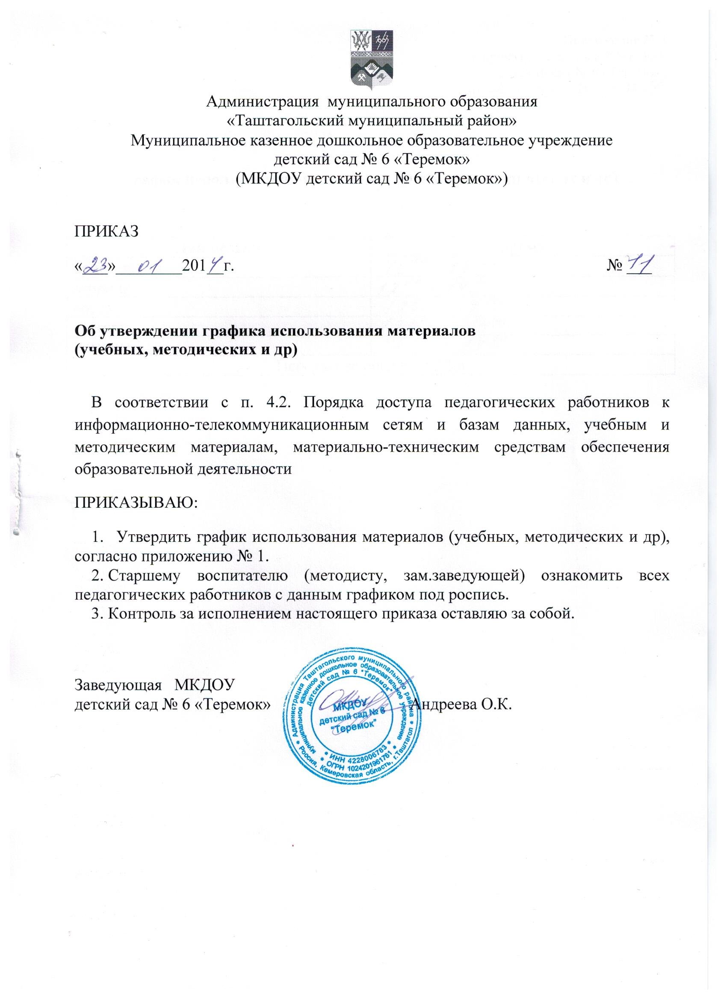 1963
Администрация муниципального образования
«Таштагольский муниципальный район»
Муниципальное казенное дошкольное образовательное учреждение
детский сад № 6 «Теремок»
(МКДОУ детский сад № 6 «Теремок»)
ПРИКАЗ
«23» 01 2014 г. № 11
Об утверждении графика использования материалов
(учебных, методических и др)
В соответствии с п. 4.2. Порядка доступа педагогических работников к
информационно-телекоммуникационным сетям и базам данных, учебным и
методическим материалам, материально-техническим средствам обеспечения
образовательной деятельности
ПРИКАЗЫВАЮ:
1. Утвердить график использования материалов (учебных, методических и др),
согласно приложению № 1.
2. Старшему воспитателю (методисту, зам.заведующей) ознакомить всех
педагогических работников с данным графиком под роспись.
3. Контроль за исполнением настоящего приказа оставляю за собой.
Заведующая МКДОУ
детский сад № 6 «Теремок» Андреева О.К.
Администрация Таштагольского муниципального района
* Россия, Кемеровская область, г.Таштагол *
муниципальное казенное дошкольное образовательное учреждение
детский сад № 6 "Теремок"
* ОГРН 1024201961761 *
* ИНН 4228006783 *
МКДОУ
детский сад № 6
"Теремок"